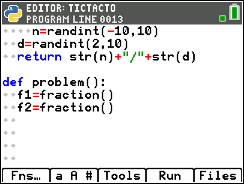 EDITOR: TICTACTO
PROGRAM LINE 0013
n=randint(-10,10)
d=randint(2,10)
return str(n)+"/"+str(d)
def problem():
f1=fraction()
f2=fraction()
Fns… a A # Tools Run Files